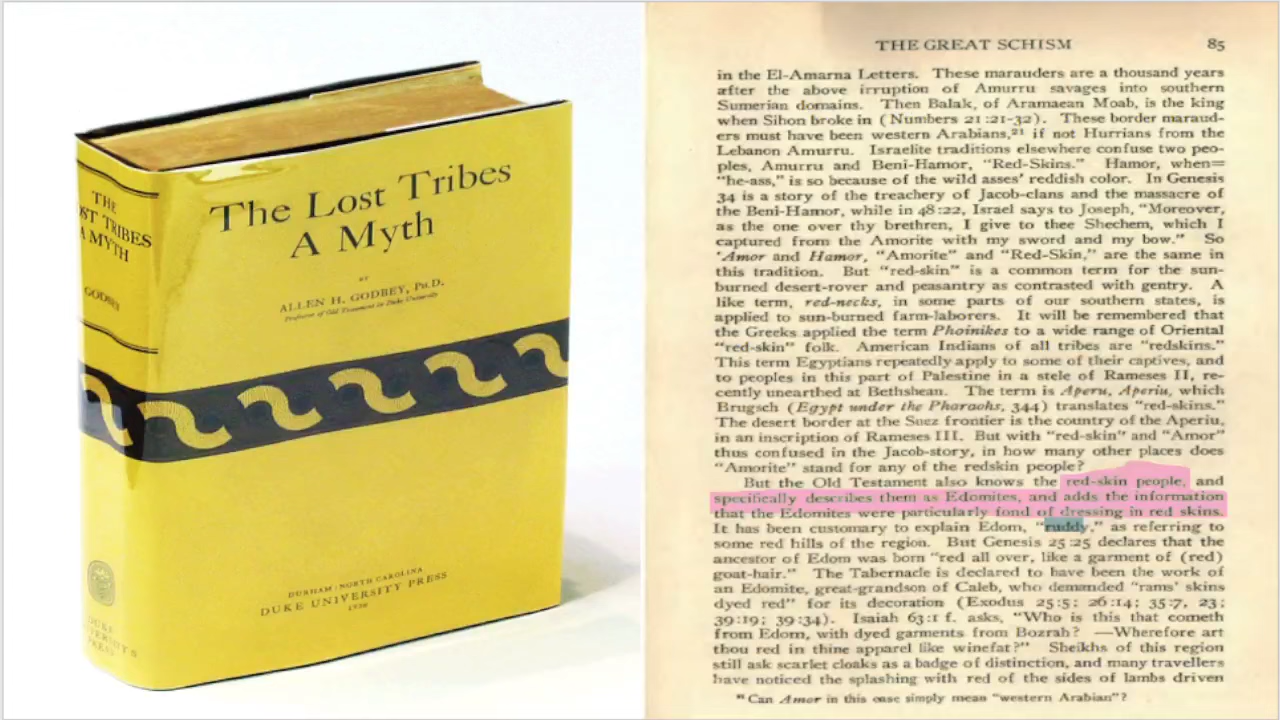 THE
LOST TRIBES
A MYTH
GODBEY
DUKE
UNIVERSITY
PRESS
The Lost Tribes
A Myth
BY
ALLEN H. GODBEY, PH.D.
Professor of Old Testament in Duke University
DURHAM · NORTH CAROLINA
DUKE UNIVERSITY PRESS
1930
THE GREAT SCHISM 85
in the El-Amarna Letters. These marauders are a thousand years
after the above irruption of Amurru savages into southern
Sumerian domains. Then Balak, of Aramaean Moab, is the king
when Sihon broke in (Numbers 21:21-32). These border maraud-
ers must have been western Arabians,²¹ if not Hurrians from the
Lebanon Amurru. Israelite traditions elsewhere confuse two peo-
ples, Amurru and Beni-Hamor, "Red-Skins." Hamor, when=
"he-ass," is so because of the wild asses' reddish color. In Genesis
34 is a story of the treachery of Jacob-clans and the massacre of
the Beni-Hamor, while in 48:22, Israel says to Joseph, "Moreover,
as the one over thy brethren, I give to thee Shechem, which I
captured from the Amorite with my sword and my bow." So
'Amor and Hamor, "Amorite" and "Red-Skin," are the same in
this tradition. But "red-skin" is a common term for the sun-
burned desert-rover and peasantry as contrasted with gentry. A
like term, red-necks, in some parts of our southern states, is
applied to sun-burned farm-laborers. It will be remembered that
the Greeks applied the term Phoinikes to a wide range of Oriental
"red-skin" folk. American Indians of all tribes are "redskins."
This term Egyptians repeatedly apply to some of their captives, and
to peoples in this part of Palestine in a stele of Rameses II, re-
cently unearthed at Bethshean. The term is Aperu, Aperiu, which
Brugsch (Egypt under the Pharaohs, 344) translates "red-skins."
The desert border at the Suez frontier is the country of the Aperiu,
in an inscription of Rameses III. But with "red-skin" and "Amor"
thus confused in the Jacob-story, in how many other places does
"Amorite" stand for any of the redskin people?
But the Old Testament also knows the red-skin people, and
specifically describes them as Edomites, and adds the information
that the Edomites were particularly fond of dressing in red skins.
It has been customary to explain Edom, "ruddy," as referring to
some red hills of the region. But Genesis 25:25 declares that the
ancestor of Edom was born "red all over, like a garment of (red)
goat-hair." The Tabernacle is declared to have been the work of
an Edomite, great-grandson of Caleb, who demanded "rams' skins
dyed red" for its decoration (Exodus 25:5; 26:14; 35:7, 23;
39:19; 39:34). Isaiah 63:1 f. asks, "Who is this that cometh
from Edom, with dyed garments from Bozrah? —Wherefore art
thou red in thine apparel like winefat?" Sheikhs of this region
still ask scarlet cloaks as a badge of distinction, and many travellers
have noticed the splashing with red of the sides of lambs driven
²¹ Can Amor in this case simply mean "western Arabian"?